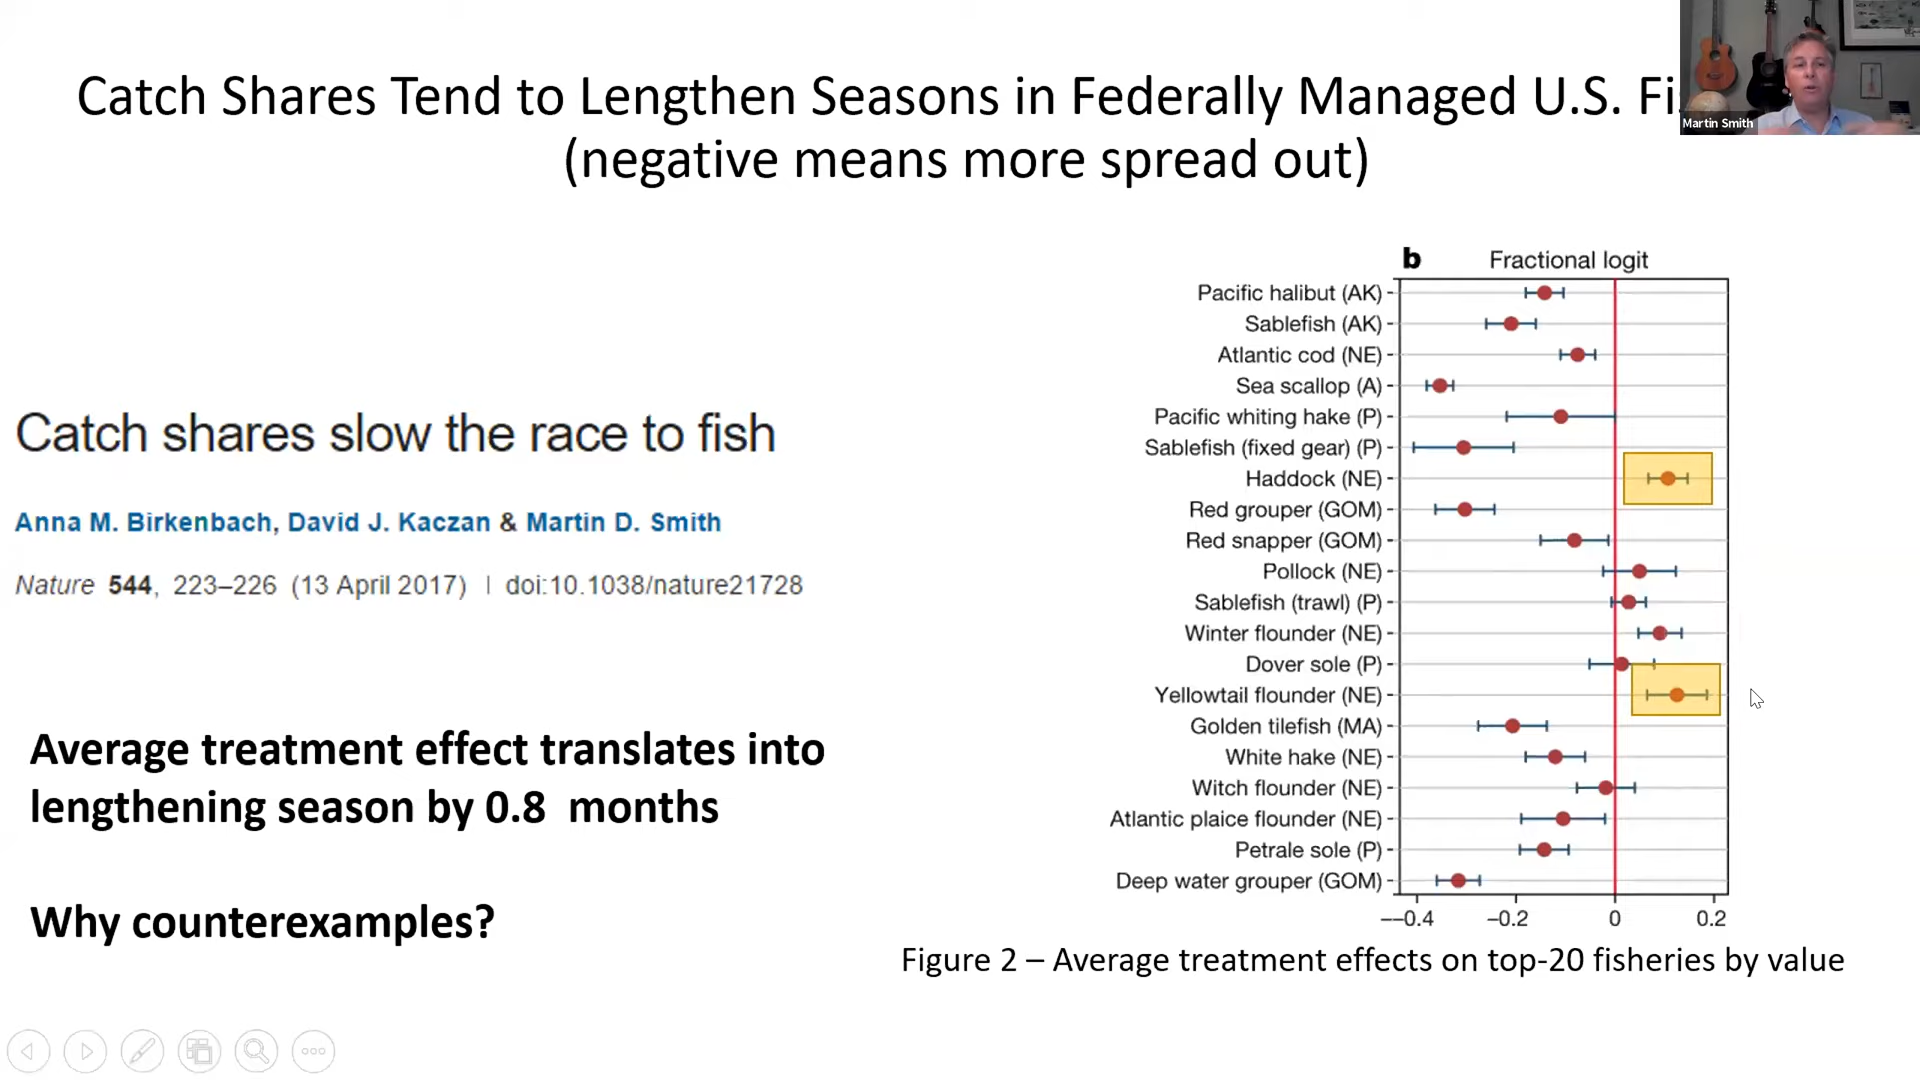 Catch Shares Tend to Lengthen Seasons in Federally Managed U.S.
(negative means more spread out)
Martin Smith
Catch shares slow the race to fish
Anna M. Birkenbach, David J. Kaczan & Martin D. Smith
Nature 544, 223–226 (13 April 2017) | doi:10.1038/nature21728
Average treatment effect translates into
lengthening season by 0.8 months
Why counterexamples?
b Fractional logit
Pacific halibut (AK)
Sablefish (AK)
Atlantic cod (NE)
Sea scallop (A)
Pacific whiting hake (P)
Sablefish (fixed gear) (P)
Haddock (NE)
Red grouper (GOM)
Red snapper (GOM)
Pollock (NE)
Sablefish (trawl) (P)
Winter flounder (NE)
Dover sole (P)
Yellowtail flounder (NE)
Golden tilefish (MA)
White hake (NE)
Witch flounder (NE)
Atlantic plaice flounder (NE)
Petrale sole (P)
Deep water grouper (GOM)
−–0.4 –0.2 0 0.2
Figure 2 – Average treatment effects on top-20 fisheries by value